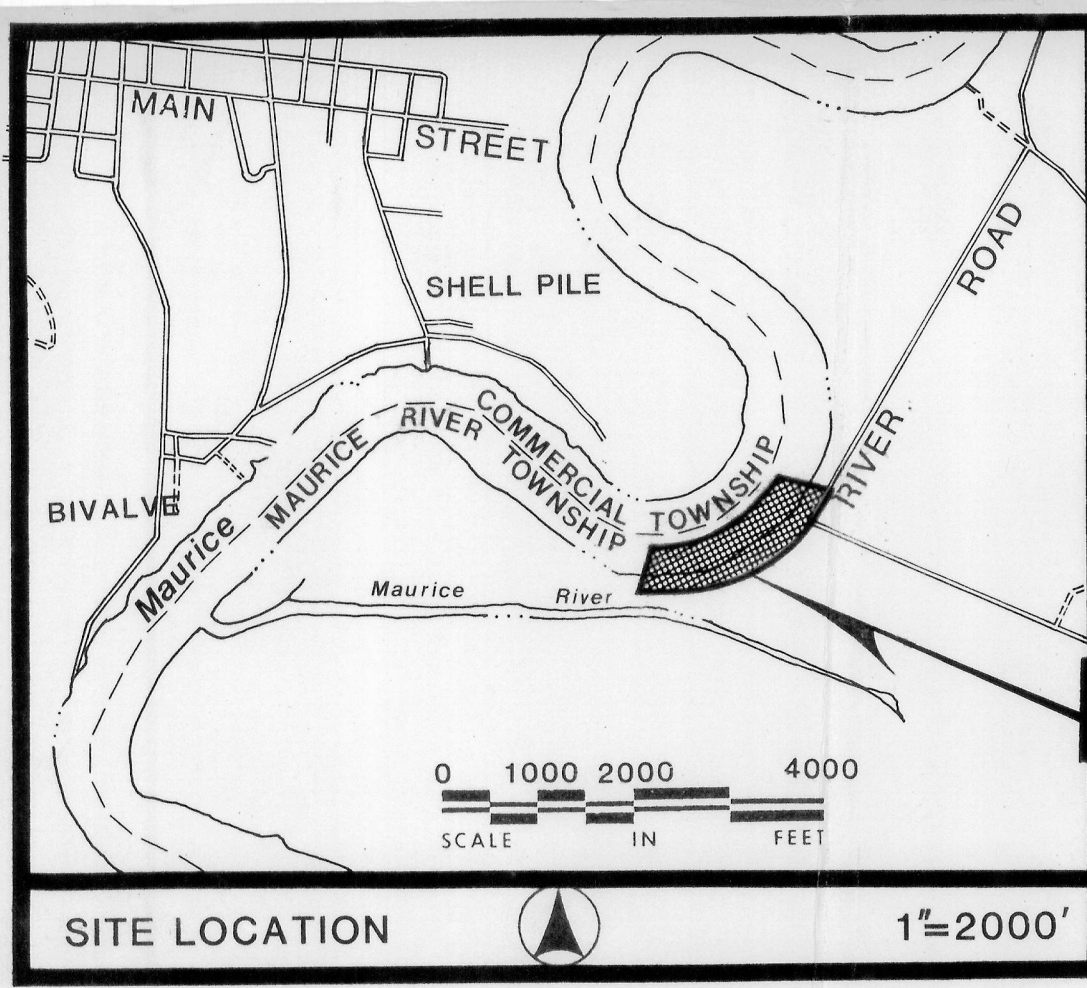 MAIN
STREET
ROAD
SHELL PILE
COMMERCIAL
TOWNSHIP
MAURICE RIVER
TOWNSHIP
RIVER
BIVALVE
Maurice
Maurice River
0 1000 2000 4000
SCALE IN FEET
SITE LOCATION
1"=2000'